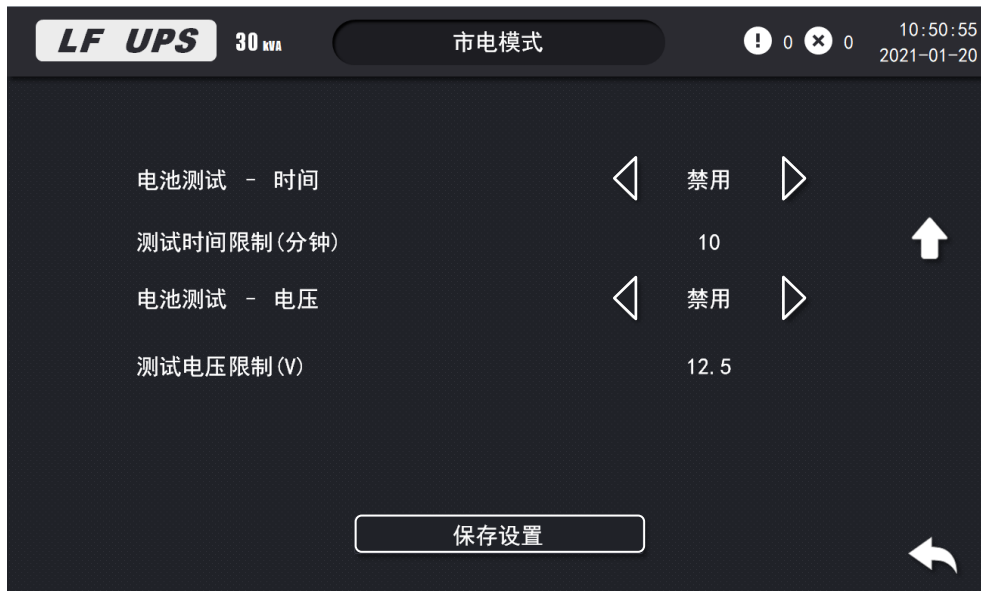 LF UPS 30 kVA 市电模式 ! 0 × 0 10:50:55
2021-01-20
电池测试 - 时间 禁用
测试时间限制(分钟) 10
电池测试 - 电压 禁用
测试电压限制(V) 12.5
保存设置